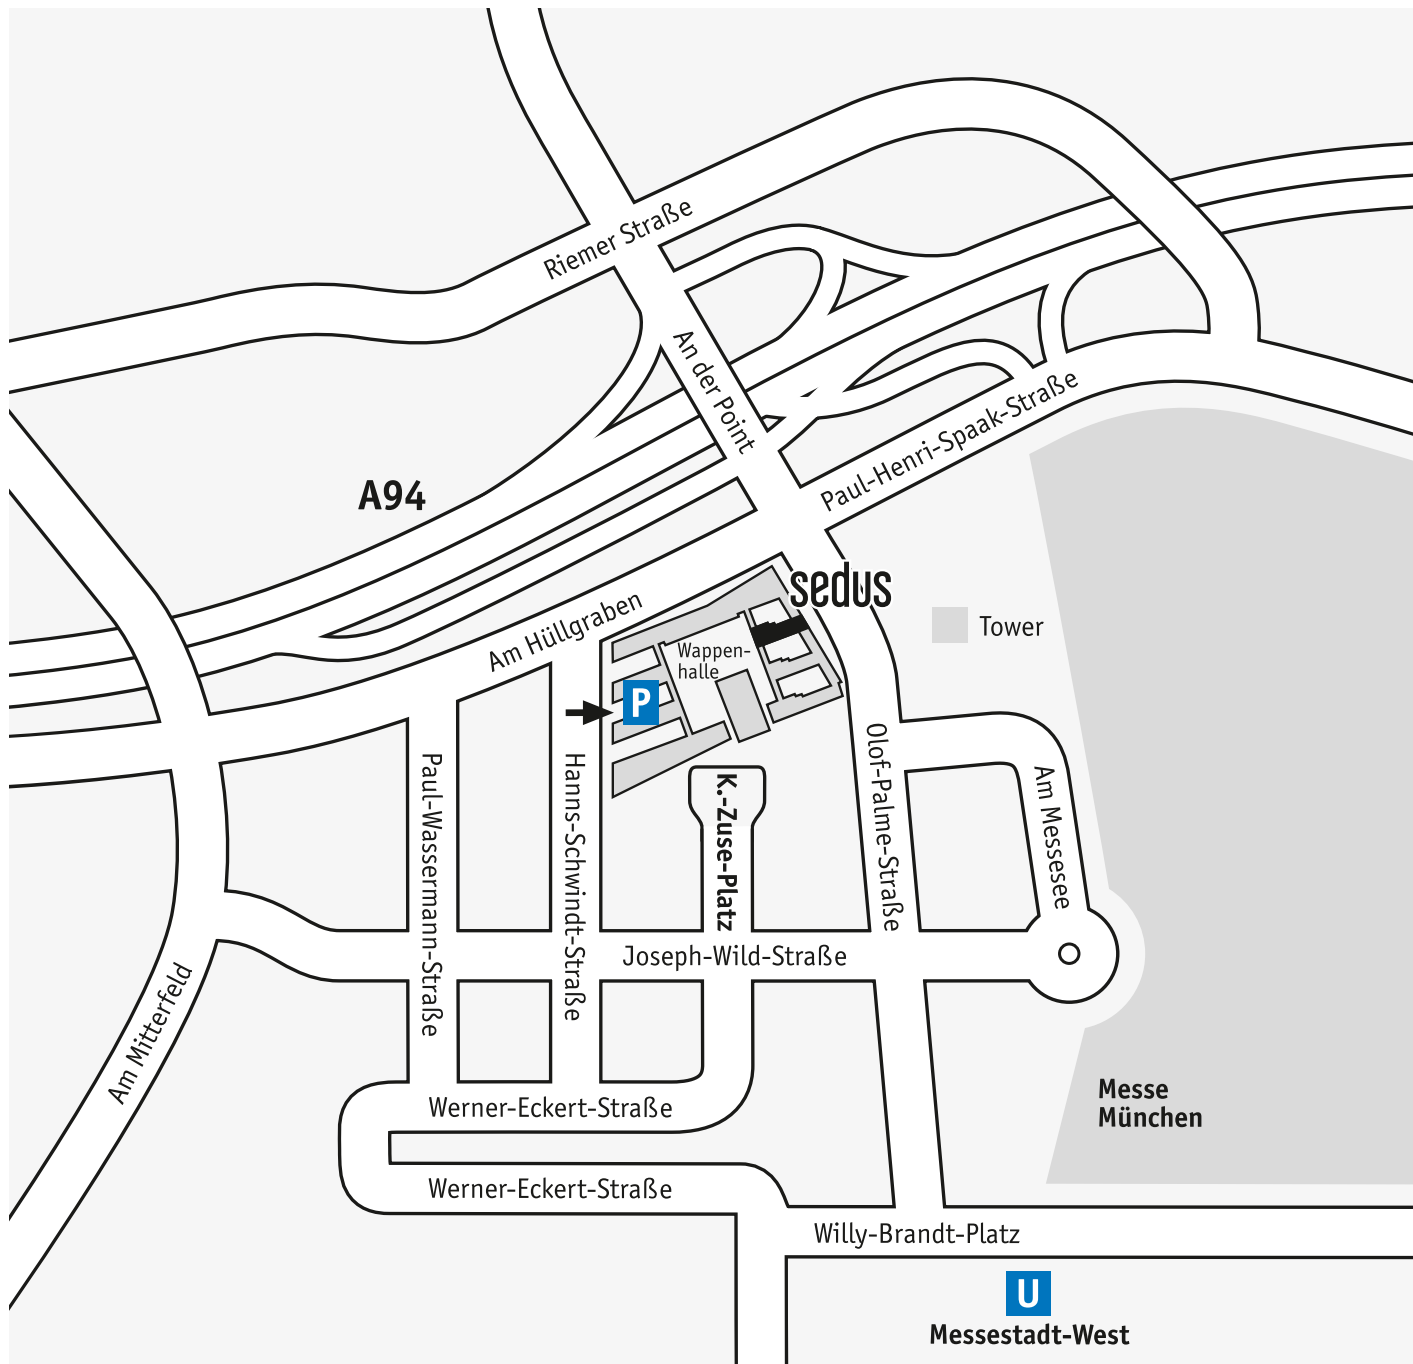 Riemer Straße
An der Point
Paul-Henri-Spaak-Straße
A94
sedus
Am Hüllgraben
Tower
Wappen-
halle
P
Paul-Wassermann-Straße
Hanns-Schwindt-Straße
K.-Zuse-Platz
Olof-Palme-Straße
Am Messesee
Joseph-Wild-Straße
Am Mitterfeld
Messe
München
Werner-Eckert-Straße
Werner-Eckert-Straße
Willy-Brandt-Platz
U
Messestadt-West